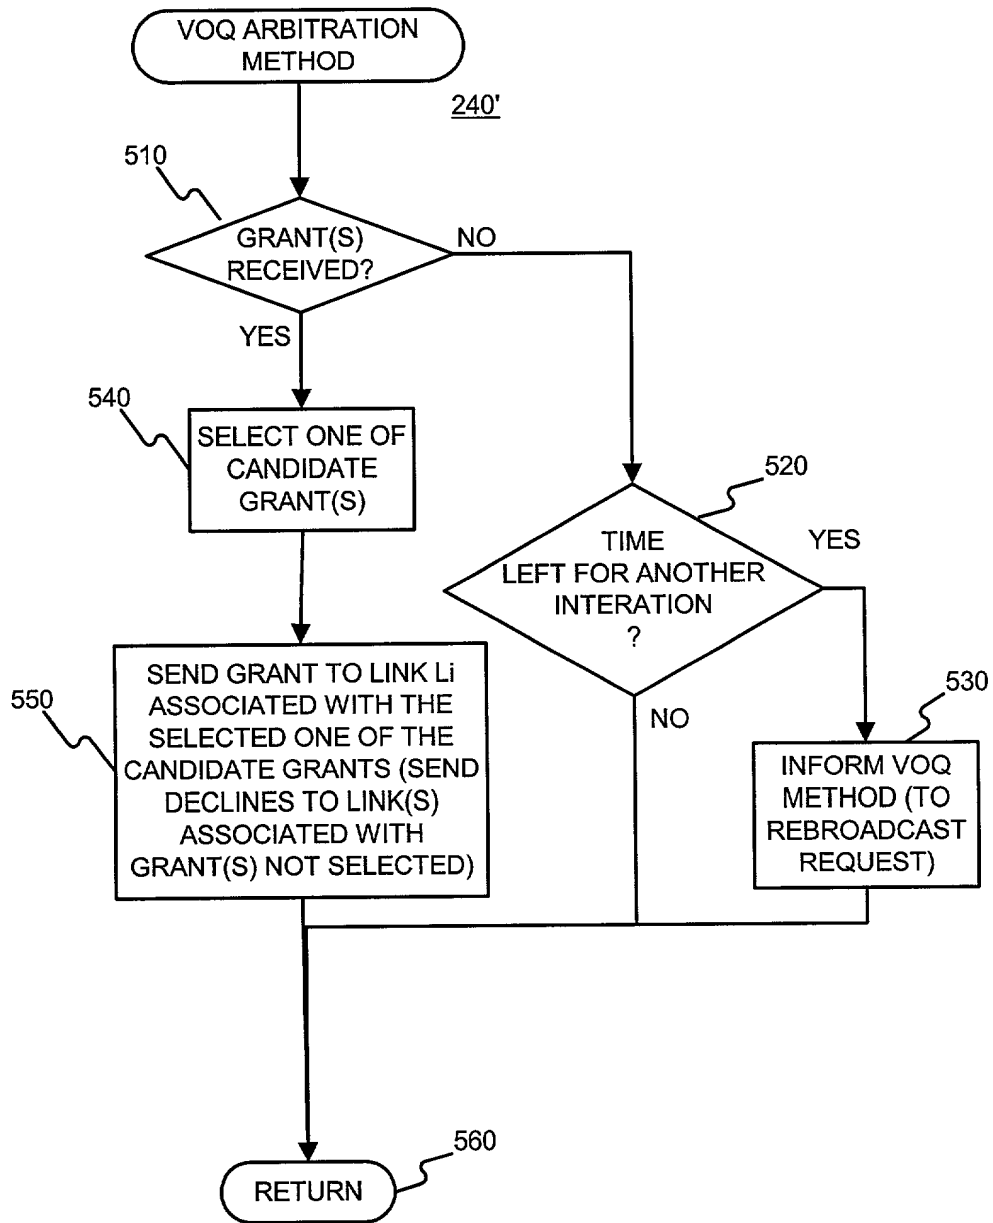 VOQ ARBITRATION
METHOD
240'
510
GRANT(S)
RECEIVED?
NO
YES
540
SELECT ONE OF
CANDIDATE
GRANT(S)
520
TIME
LEFT FOR ANOTHER
INTERATION
?
YES
NO
550
SEND GRANT TO LINK Li
ASSOCIATED WITH THE
SELECTED ONE OF THE
CANDIDATE GRANTS (SEND
DECLINES TO LINK(S)
ASSOCIATED WITH
GRANT(S) NOT SELECTED)
530
INFORM VOQ
METHOD (TO
REBROADCAST
REQUEST)
560
RETURN